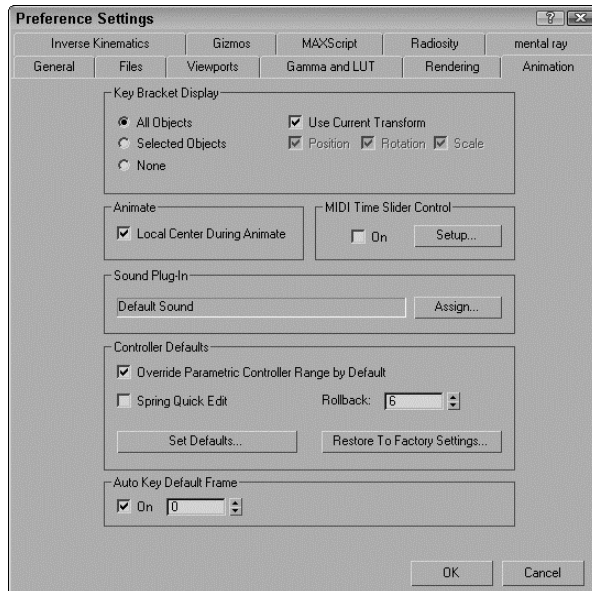 Preference Settings
Inverse Kinematics Gizmos MAXScript Radiosity mental ray
General Files Viewports Gamma and LUT Rendering Animation
Key Bracket Display
All Objects Use Current Transform
Selected Objects Position Rotation Scale
None
Animate MIDI Time Slider Control
Local Center During Animate On Setup...
Sound Plug-In
Default Sound Assign...
Controller Defaults
Override Parametric Controller Range by Default
Spring Quick Edit Rollback: 6
Set Defaults... Restore To Factory Settings...
Auto Key Default Frame
On 0
OK Cancel